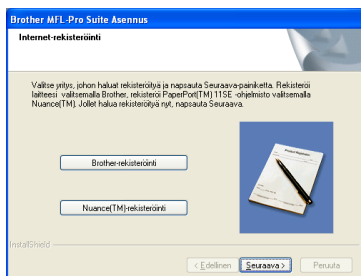 Brother MFL-Pro Suite Asennus
Internet-rekisteröinti
Valitse yritys, johon haluat rekisteröityä ja napsauta Seuraava-painiketta. Rekisteröi
laitteesi valitsemalla Brother, rekisteröi PaperPort(TM) 11SE -ohjelmisto valitsemalla
Nuance(TM). Jollet halua rekisteröityä nyt, napsauta Seuraava.
Brother-rekisteröinti
Nuance(TM)-rekisteröinti
InstallShield
< Edellinen Seuraava > Peruuta